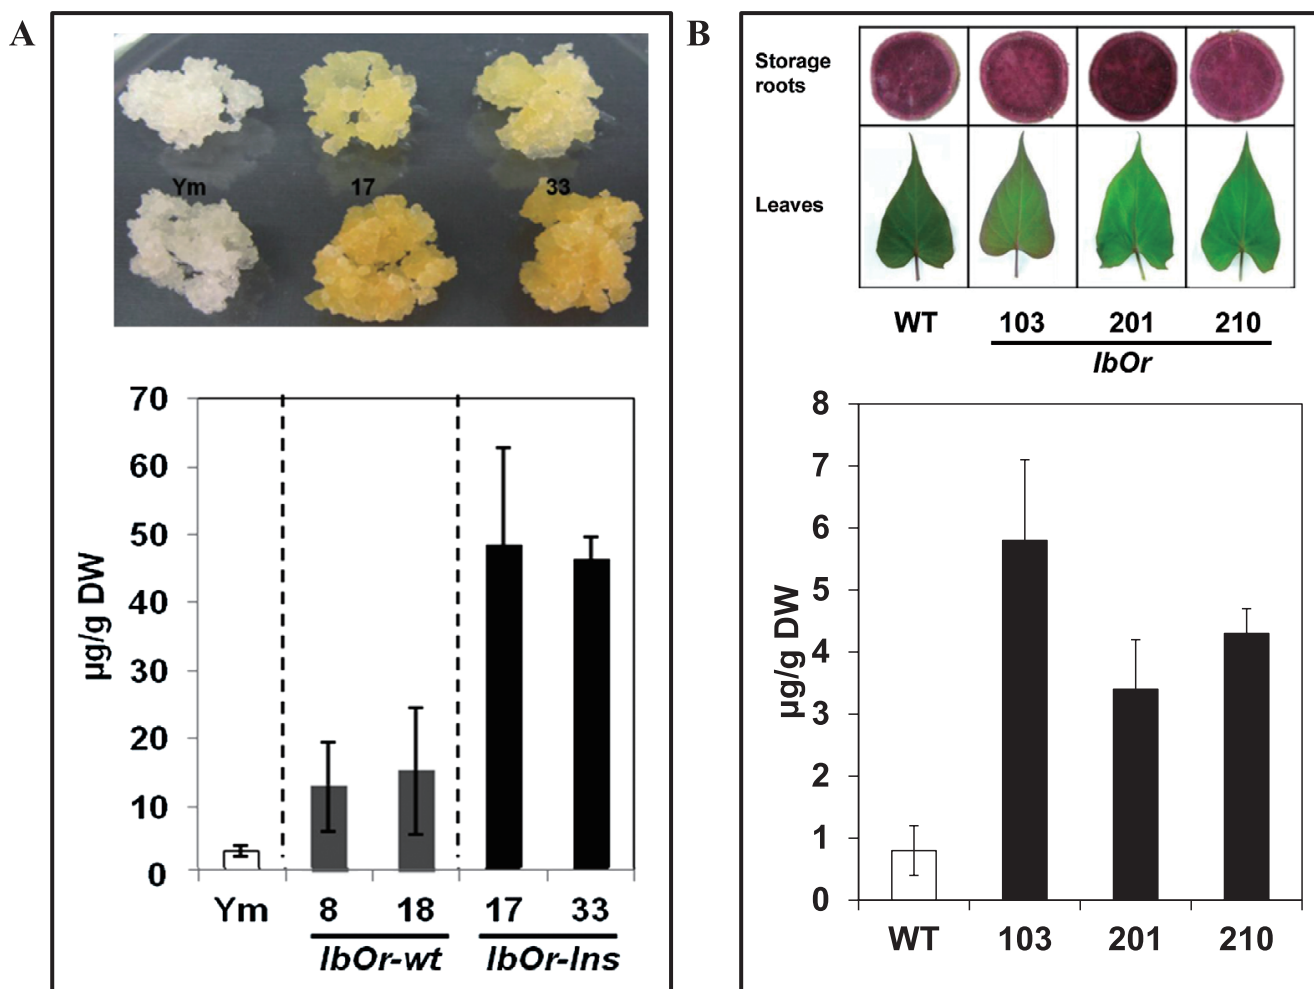 A
Ym 17 33
70
60
50
40
30
20
10
0
µg/g DW
Ym 8 18 17 33
IbOr-wt IbOr-Ins
B
Storage
roots
Leaves
WT 103 201 210
IbOr
8
7
6
5
4
3
2
1
0
µg/g DW
WT 103 201 210